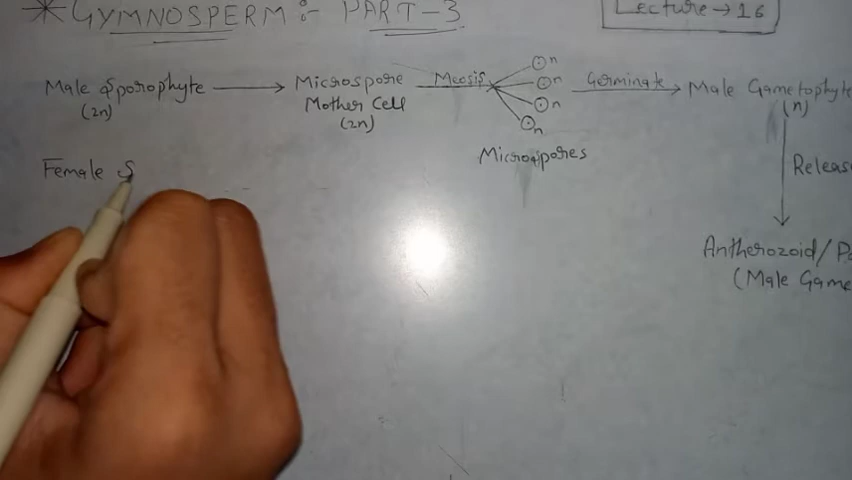 * GYMNOSPERM :- PART-3
Lecture → 16
Male Sporophyte → Microspore Meosis n Germinate → Male Gametophyte
(2n) Mother Cell n (n)
(2n) n
n
Microspores
Female S
Release
Antherozoid/
(Male